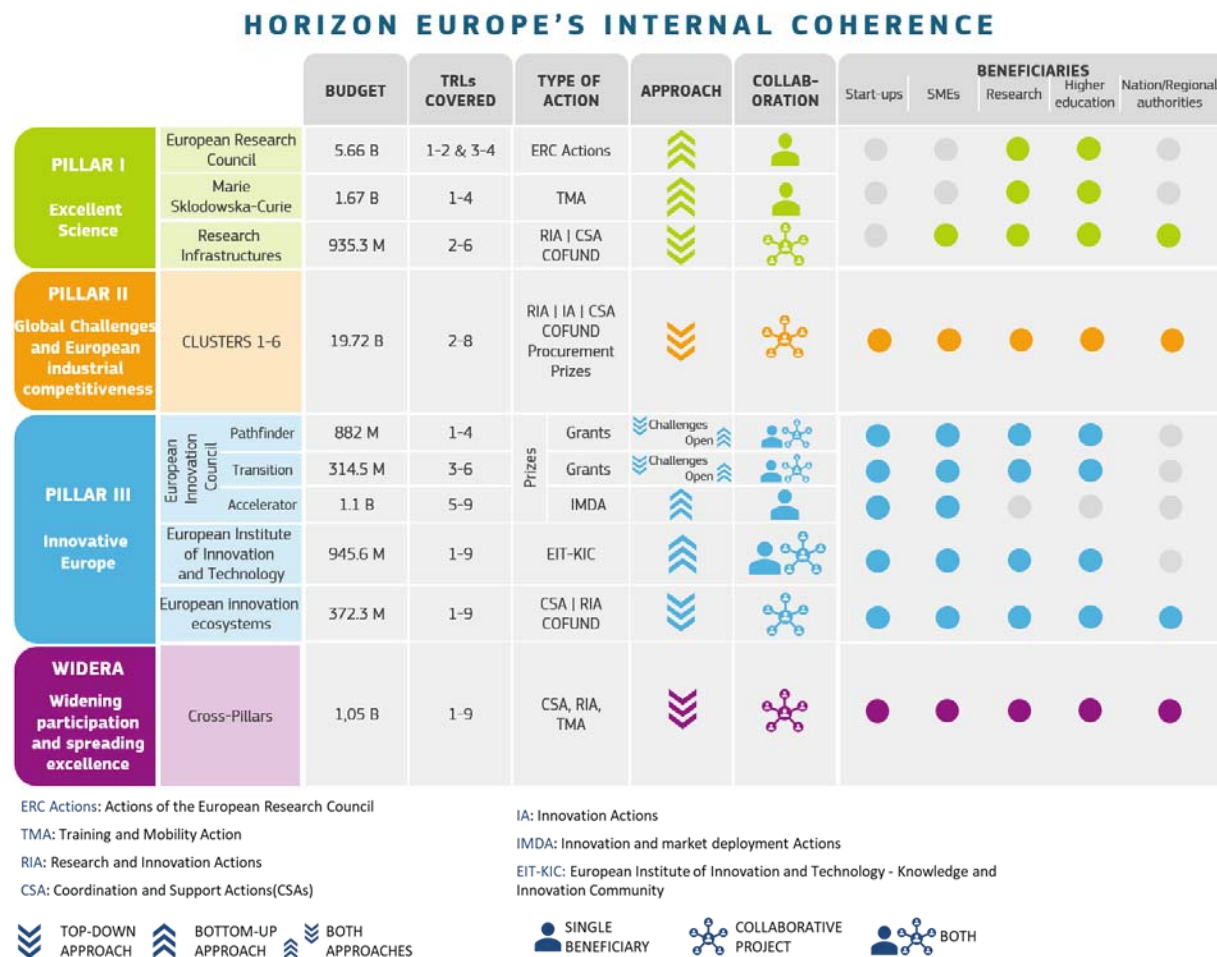 HORIZON EUROPE'S INTERNAL COHERENCE
BUDGET
TRLs
COVERED
TYPE OF
ACTION
APPROACH
COLLAB-
ORATION
BENEFICIARIES
Start-ups
SMEs
Research
Higher
education
Nation/Regional
authorities
PILLAR I
Excellent
Science
European Research
Council
5.66 B
1-2 & 3-4
ERC Actions
Marie
Sklodowska-Curie
1.67 B
1-4
TMA
Research
Infrastructures
935.3 M
2-6
RIA | CSA
COFUND
PILLAR II
Global Challenges
and European
industrial
competitiveness
CLUSTERS 1-6
19.72 B
2-8
RIA | IA | CSA
COFUND
Procurement
Prizes
PILLAR III
Innovative
Europe
European
Innovation
Council
Pathfinder
882 M
1-4
Prizes
Grants
Challenges
Open
Transition
314.5 M
3-6
Grants
Challenges
Open
Accelerator
1.1 B
5-9
IMDA
European Institute
of Innovation
and Technology
945.6 M
1-9
EIT-KIC
European innovation
ecosystems
372.3 M
1-9
CSA | RIA
COFUND
WIDERA
Widening
participation
and spreading
excellence
Cross-Pillars
1,05 B
1-9
CSA, RIA,
TMA
ERC Actions: Actions of the European Research Council
TMA: Training and Mobility Action
RIA: Research and Innovation Actions
CSA: Coordination and Support Actions(CSAs)
IA: Innovation Actions
IMDA: Innovation and market deployment Actions
EIT-KIC: European Institute of Innovation and Technology - Knowledge and
Innovation Community
TOP-DOWN
APPROACH
BOTTOM-UP
APPROACH
BOTH
APPROACHES
SINGLE
BENEFICIARY
COLLABORATIVE
PROJECT
BOTH